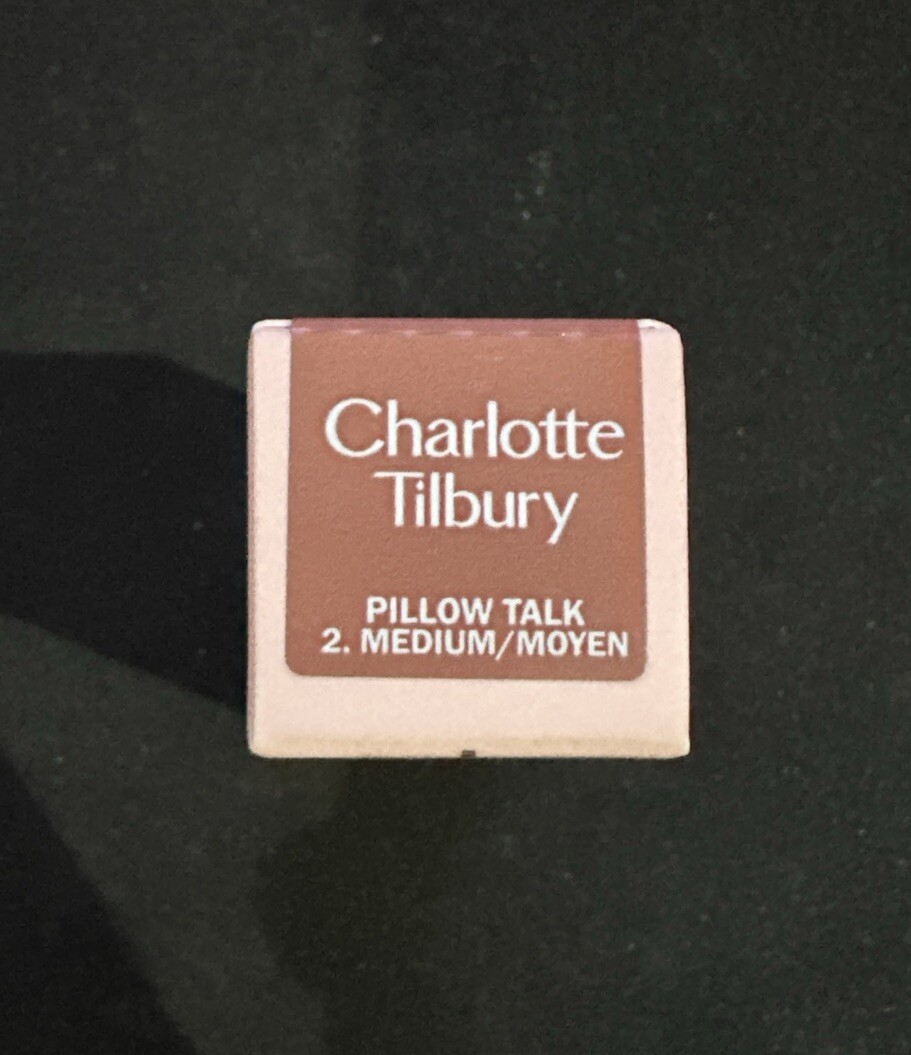 Charlotte
Tilbury
PILLOW TALK
2. MEDIUM/MOYEN